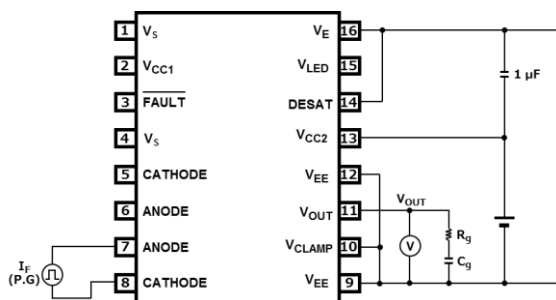 1 VS
2 VCC1
3 FAULT
4 VS
5 CATHODE
6 ANODE
7 ANODE
8 CATHODE
IF
(P.G)
VE 16
VLED 15
DESAT 14
VCC2 13
VEE 12
VOUT 11
VCLAMP 10
VEE 9
1 μF
VOUT
V
Rg
Cg